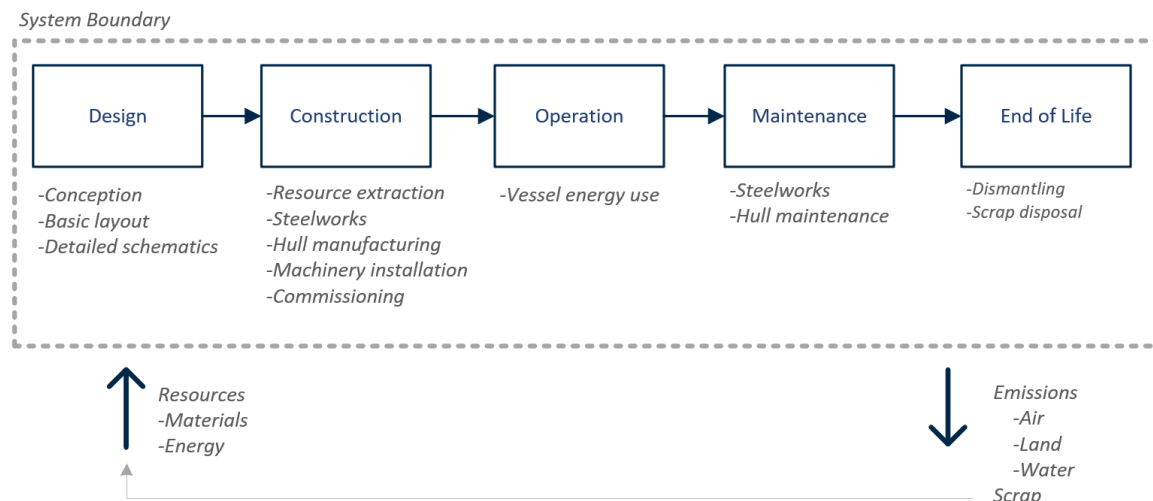 System Boundary
Design
Construction
Operation
Maintenance
End of Life
-Conception
-Basic layout
-Detailed schematics
-Resource extraction
-Steelworks
-Hull manufacturing
-Machinery installation
-Commissioning
-Vessel energy use
-Steelworks
-Hull maintenance
-Dismantling
-Scrap disposal
Resources
-Materials
-Energy
Emissions
-Air
-Land
-Water
Scrap